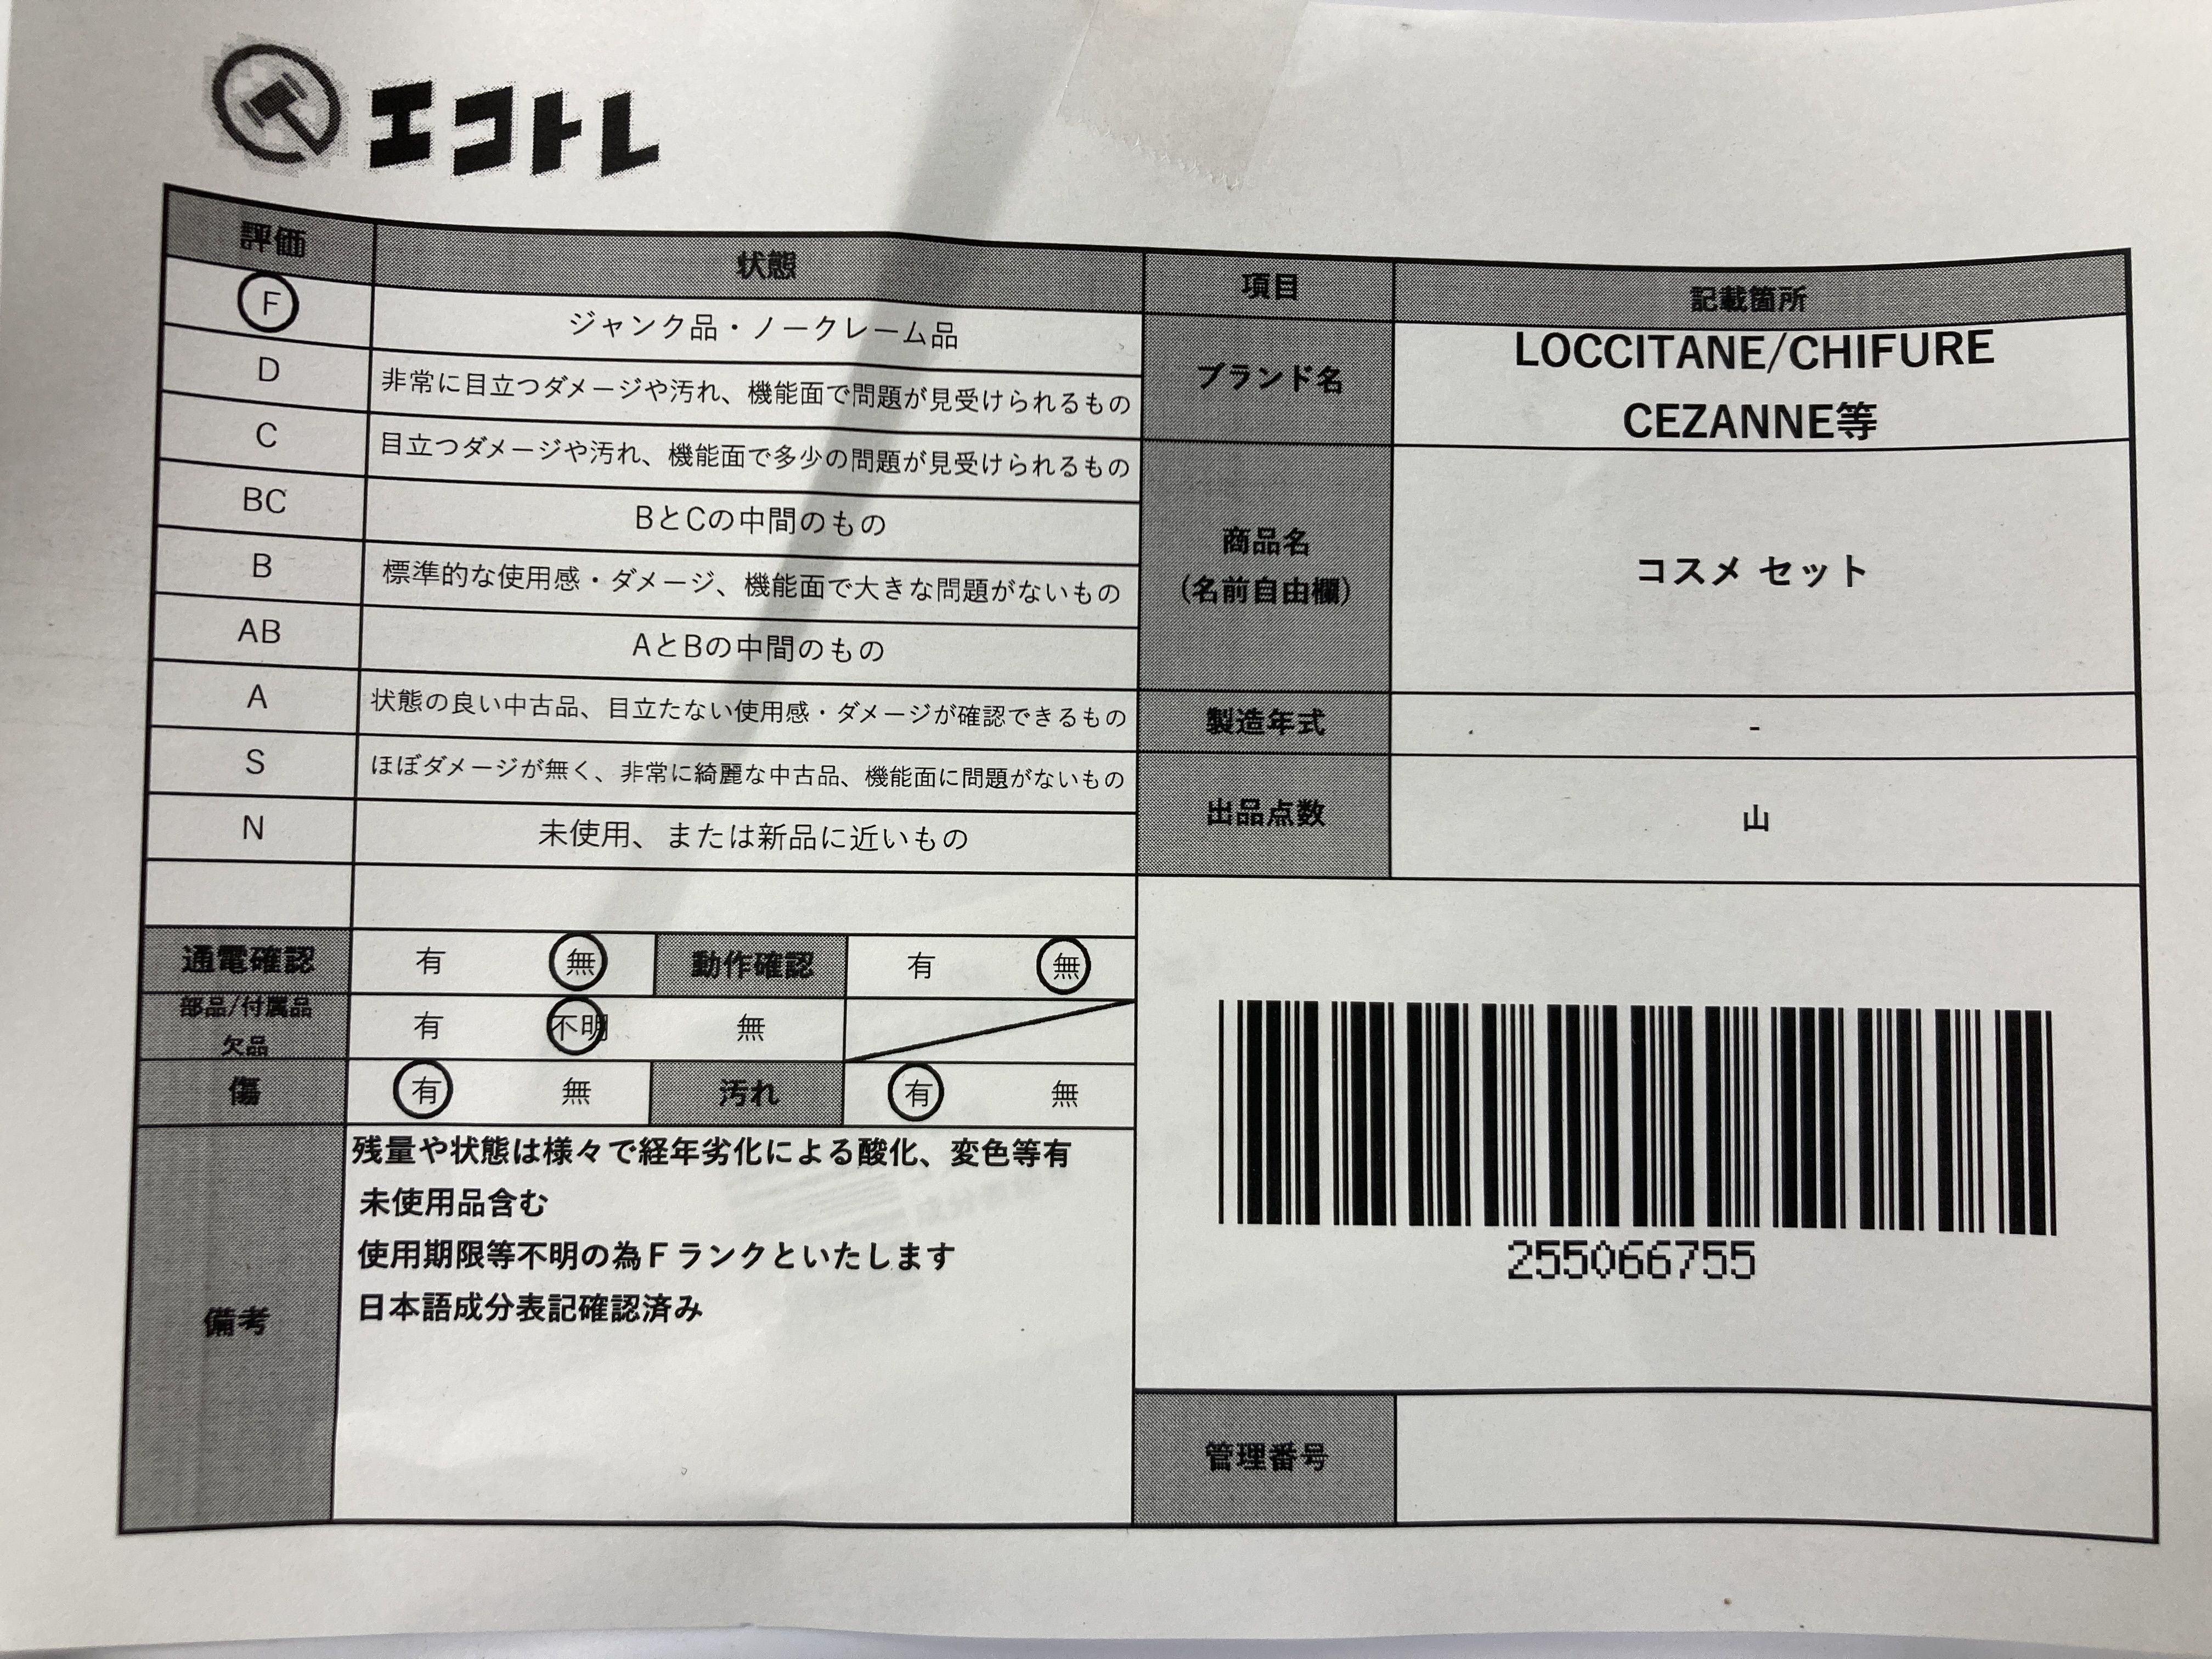 エコトレ
評価 状態
F ジャンク品・ノークレーム品
D 非常に目立つダメージや汚れ、機能面で問題が見受けられるもの
C 目立つダメージや汚れ、機能面で多少の問題が見受けられるもの
BC BとCの中間のもの
B 標準的な使用感・ダメージ、機能面で大きな問題がないもの
AB AとBの中間のもの
A 状態の良い中古品、目立たない使用感・ダメージが確認できるもの
S ほぼダメージが無く、非常に綺麗な中古品、機能面に問題がないもの
N 未使用、または新品に近いもの
通電確認 有 無 動作確認 有 無
部品/付属品
欠品
有 不明 無
傷 有 無 汚れ 有 無
備考
残量や状態は様々で経年劣化による酸化、変色等有
未使用品含む
使用期限等不明の為Fランクといたします
日本語成分表記確認済み
項目 記載箇所
ブランド名
LOCCITANE/CHIFURE
CEZANNE等
商品名
(名前自由欄)
コスメ セット
製造年式 -
出品点数 山
255066755
管理番号